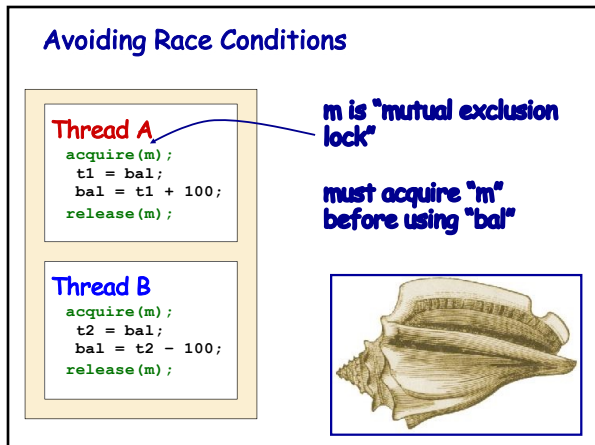 Avoiding Race Conditions
Thread A
acquire(m);
t1 = bal;
bal = t1 + 100;
release(m);
m is “mutual exclusion
lock”
must acquire “m”
before using “bal”
Thread B
acquire(m);
t2 = bal;
bal = t2 – 100;
release(m);